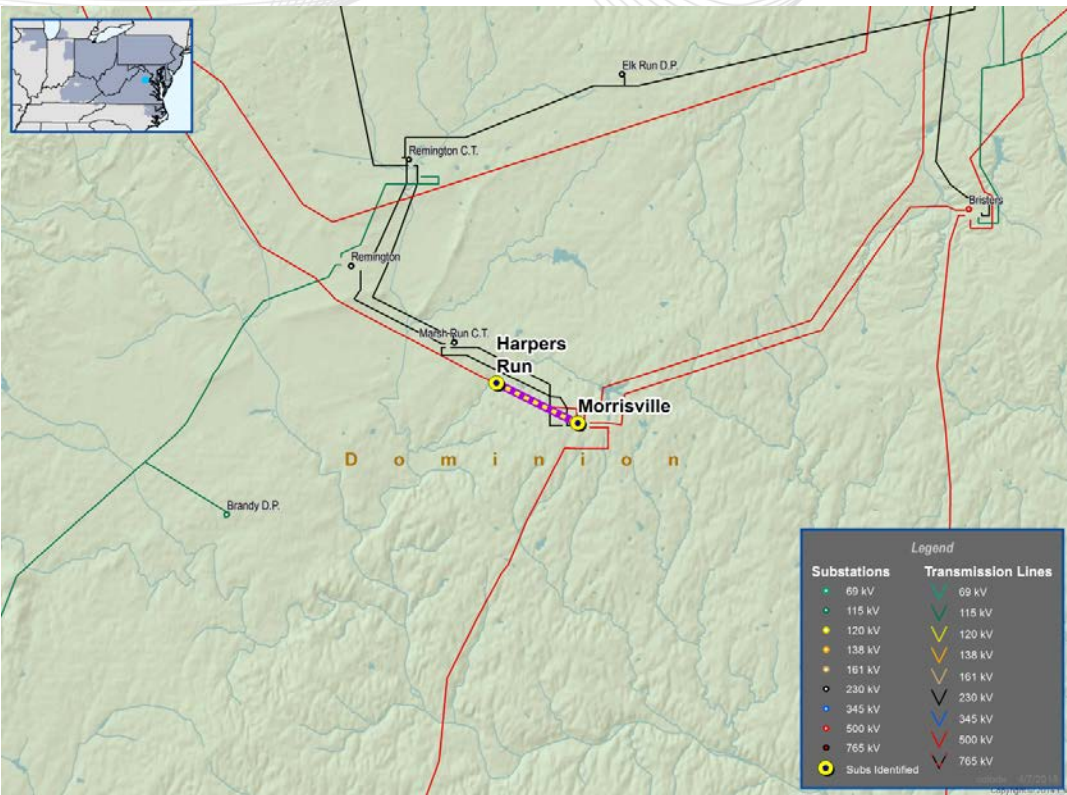 Elk Run D.P.
Remington C.T.
Bristers
Remington
Marsh Run C.T.
Harpers
Run
Morrisville
D o m i n i o n
Brandy D.P.
Legend
Substations
69 kV
115 kV
120 kV
138 kV
161 kV
230 kV
345 kV
500 kV
765 kV
Subs Identified
Transmission Lines
69 kV
115 kV
120 kV
138 kV
161 kV
230 kV
345 kV
500 kV
765 kV